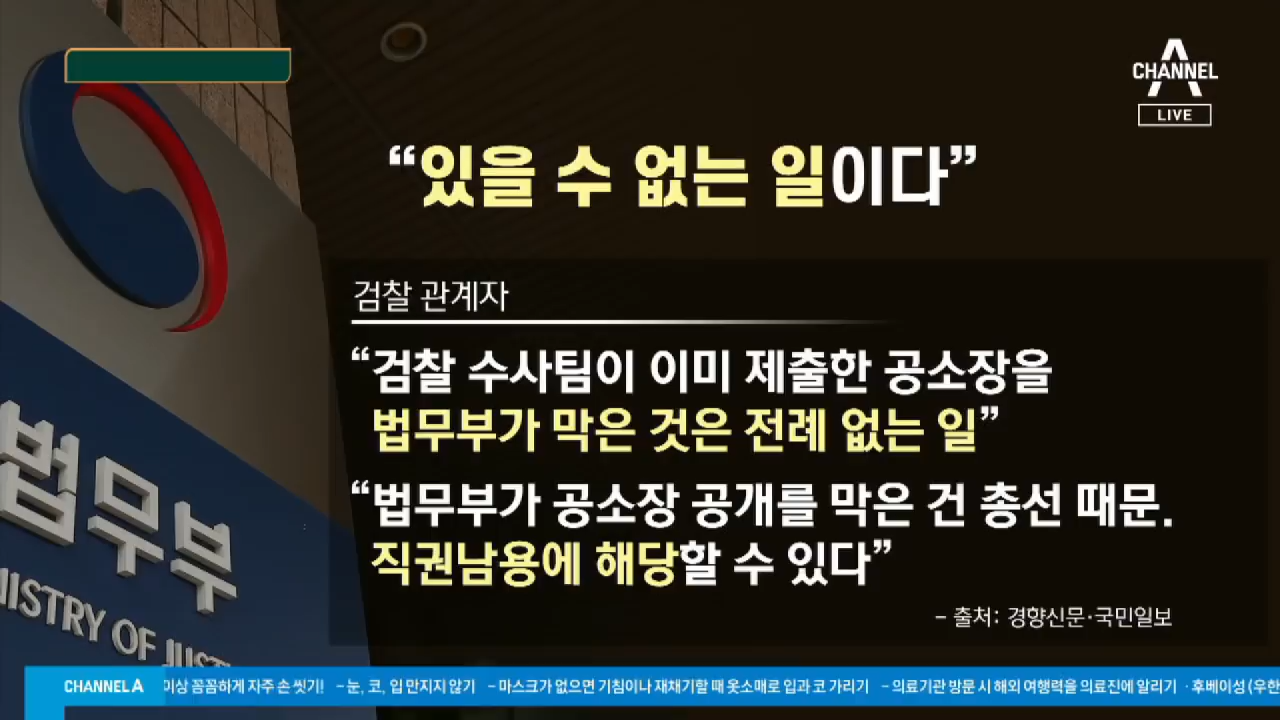 CHANNEL A
LIVE
“있을 수 없는 일이다”
검찰 관계자
“검찰 수사팀이 이미 제출한 공소장을
법무부가 막은 것은 전례 없는 일”
“법무부가 공소장 공개를 막은 건 총선 때문.
직권남용에 해당할 수 있다”
- 출처: 경향신문·국민일보
법무부
MINISTRY OF JUST
CHANNEL A 이상 꼼꼼하게 자주 손 씻기! - 눈, 코, 입 만지지 않기 - 마스크가 없으면 기침이나 재채기할 때 옷소매로 입과 코 가리기 - 의료기관 방문 시 해외 여행력을 의료진에 알리기 · 후베이성 (우한